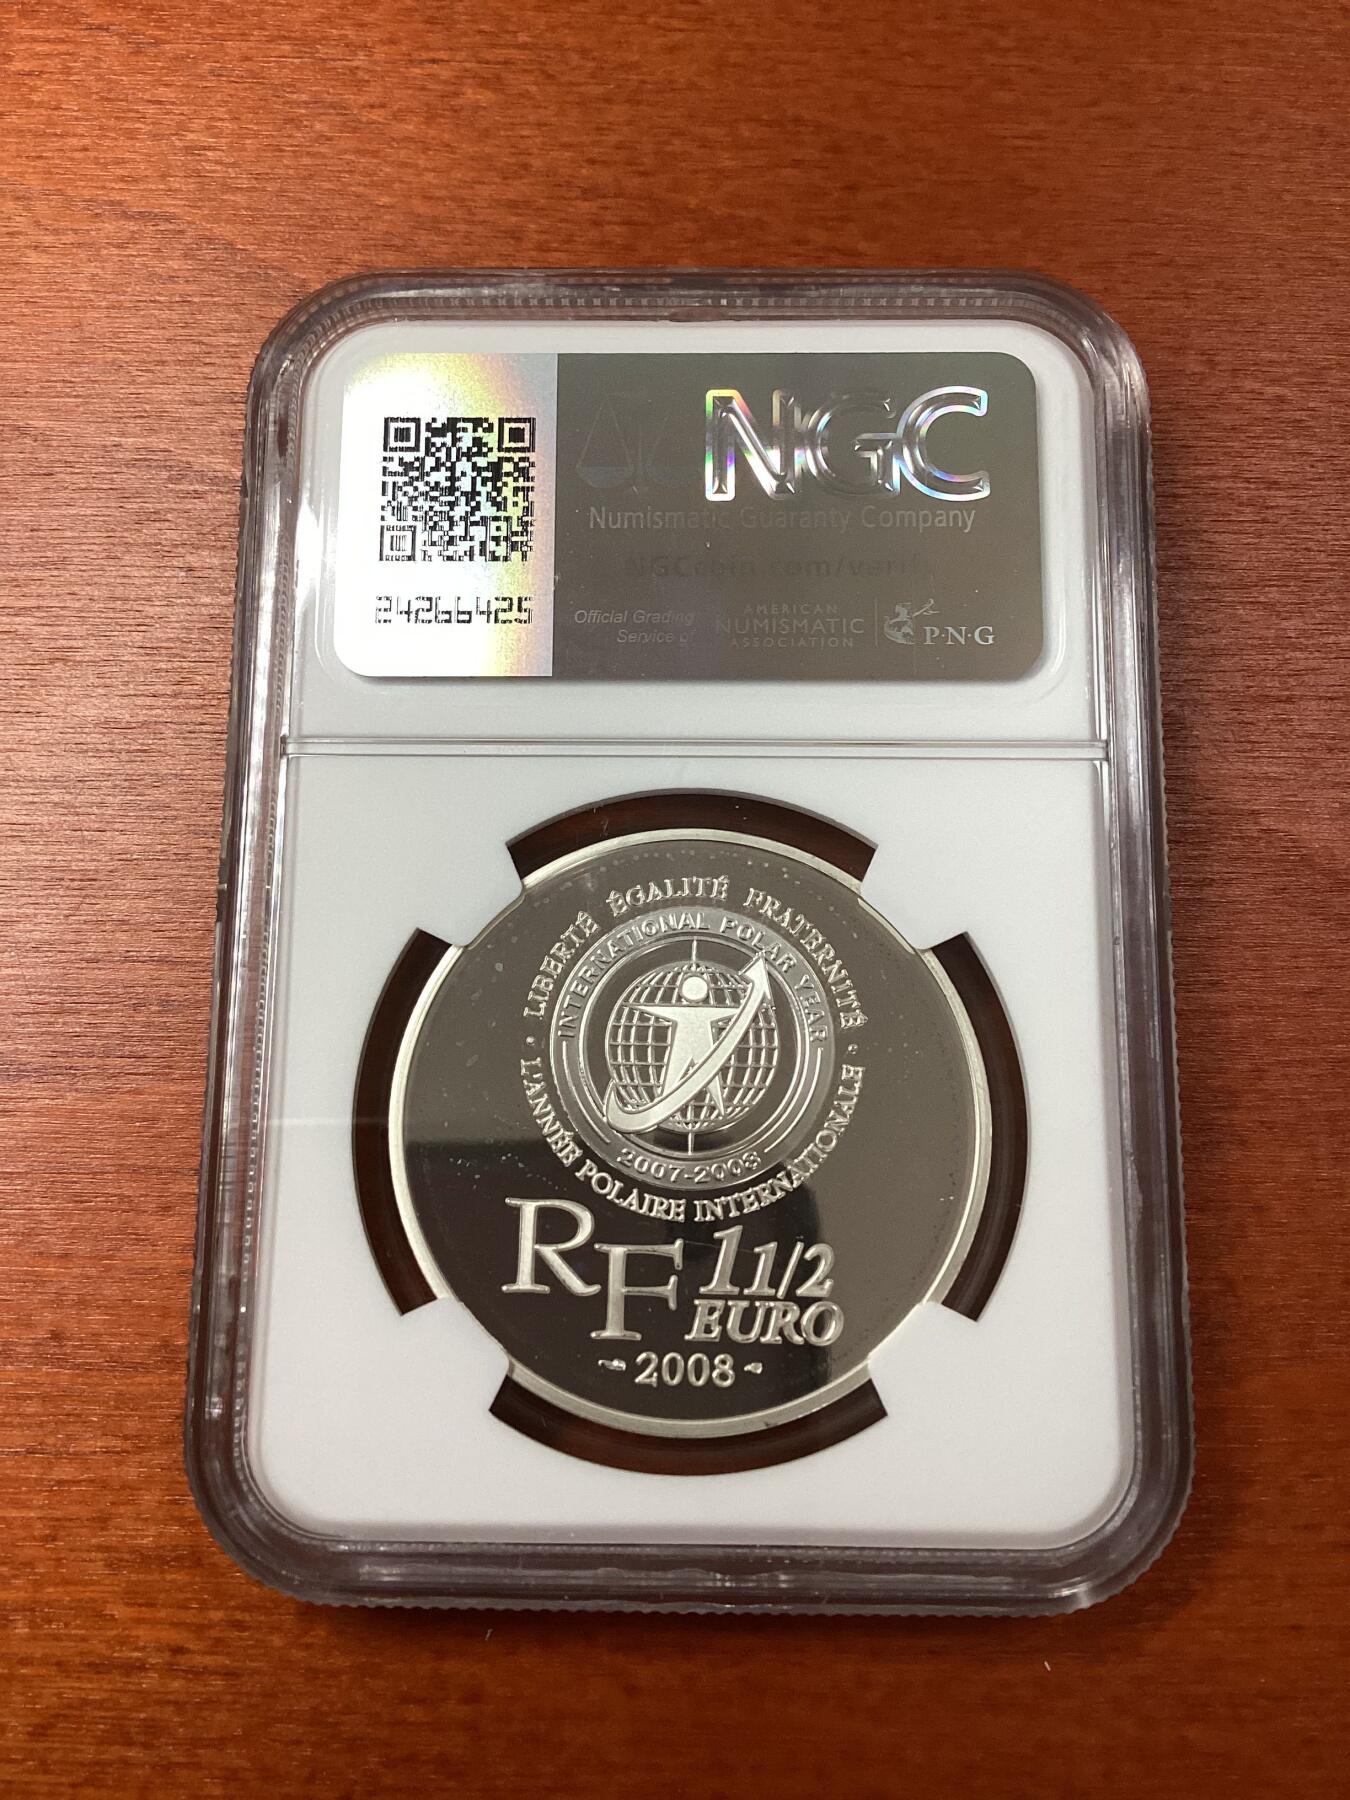 NGC
Numismatic Guaranty Company
NGCcoin.com/verify
24266425
Official Grading
Service of
AMERICAN
NUMISMATIC
ASSOCIATION
P·N·G
· LIBERTÉ ÉGALITÉ FRATERNITÉ ·
INTERNATIONAL POLAR YEAR
2007-2008
L'ANNÉE POLAIRE INTERNATIONALE
RF
1 1/2
EURO
2008